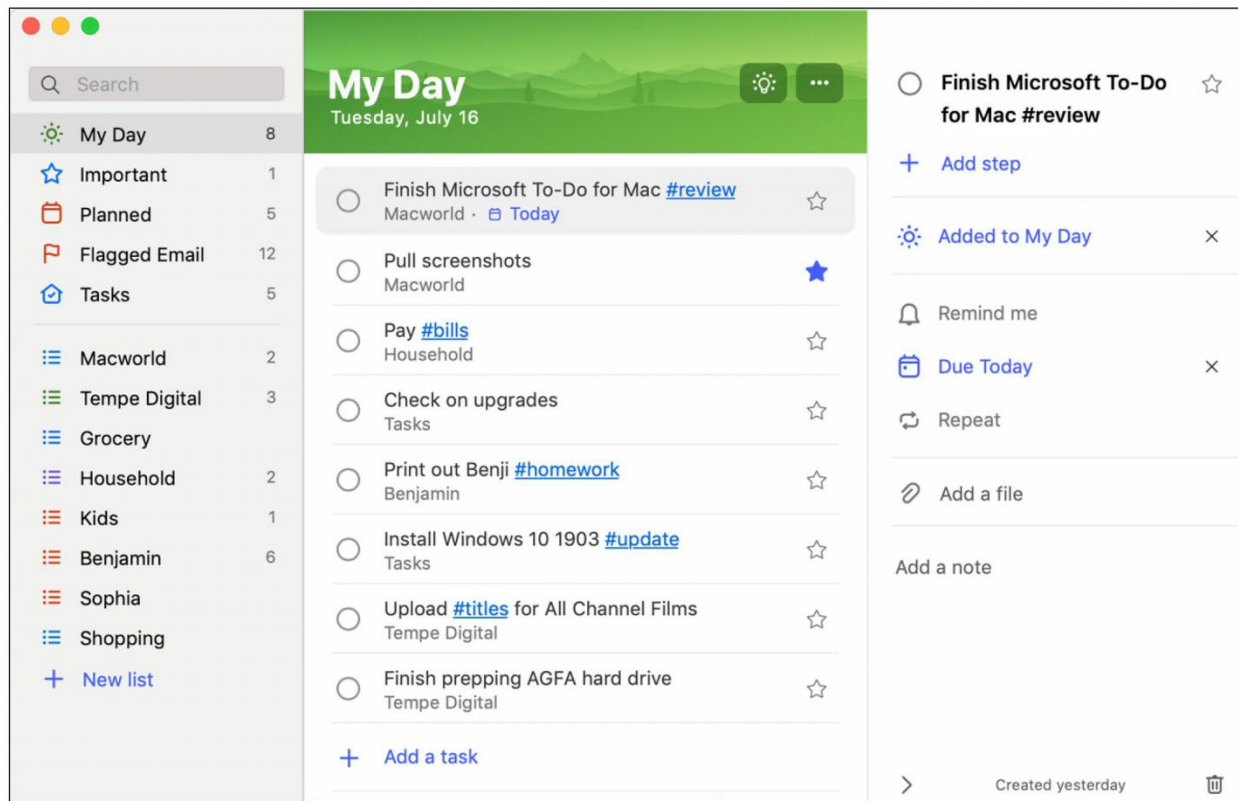 Search
My Day 8
Important 1
Planned 5
Flagged Email 12
Tasks 5
Macworld 2
Tempe Digital 3
Grocery
Household 2
Kids 1
Benjamin 6
Sophia
Shopping
+ New list
My Day
Tuesday, July 16
Finish Microsoft To-Do for Mac #review
Macworld · Today
Pull screenshots
Macworld
Pay #bills
Household
Check on upgrades
Tasks
Print out Benji #homework
Benjamin
Install Windows 10 1903 #update
Tasks
Upload #titles for All Channel Films
Tempe Digital
Finish prepping AGFA hard drive
Tempe Digital
+ Add a task
Finish Microsoft To-Do
for Mac #review
+ Add step
Added to My Day
Remind me
Due Today
Repeat
Add a file
Add a note
Created yesterday